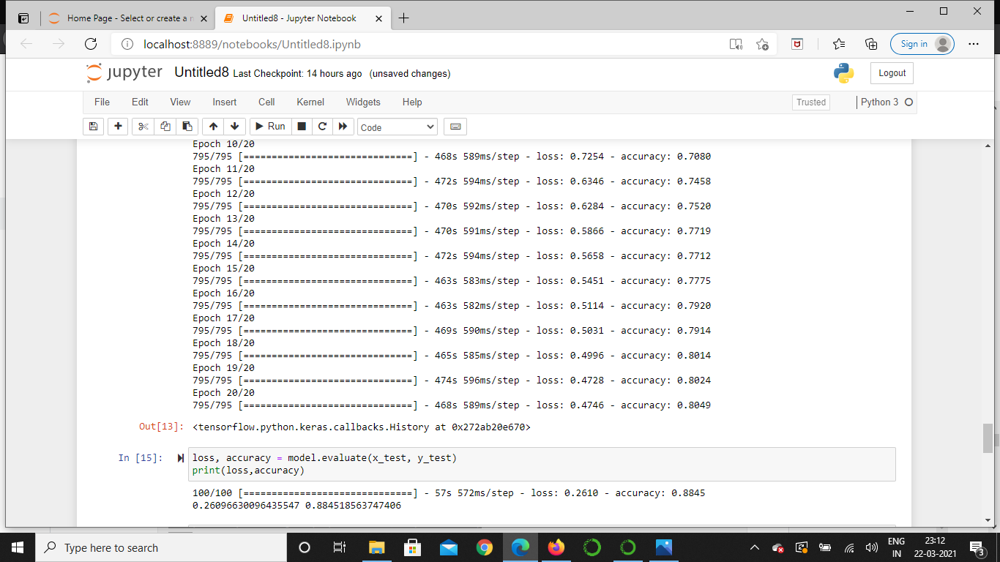 Home Page - Select or create a n
Untitled8 - Jupyter Notebook
localhost:8889/notebooks/Untitled8.ipynb
Sign in
jupyter Untitled8 Last Checkpoint: 14 hours ago (unsaved changes)
Logout
File Edit View Insert Cell Kernel Widgets Help
Trusted
Python 3
Run
Code
Epoch 10/20
795/795 [==============================] - 468s 589ms/step - loss: 0.7254 - accuracy: 0.7080
Epoch 11/20
795/795 [==============================] - 472s 594ms/step - loss: 0.6346 - accuracy: 0.7458
Epoch 12/20
795/795 [==============================] - 470s 592ms/step - loss: 0.6284 - accuracy: 0.7520
Epoch 13/20
795/795 [==============================] - 470s 591ms/step - loss: 0.5866 - accuracy: 0.7719
Epoch 14/20
795/795 [==============================] - 472s 594ms/step - loss: 0.5658 - accuracy: 0.7712
Epoch 15/20
795/795 [==============================] - 463s 583ms/step - loss: 0.5451 - accuracy: 0.7775
Epoch 16/20
795/795 [==============================] - 463s 582ms/step - loss: 0.5114 - accuracy: 0.7920
Epoch 17/20
795/795 [==============================] - 469s 590ms/step - loss: 0.5031 - accuracy: 0.7914
Epoch 18/20
795/795 [==============================] - 465s 585ms/step - loss: 0.4996 - accuracy: 0.8014
Epoch 19/20
795/795 [==============================] - 474s 596ms/step - loss: 0.4728 - accuracy: 0.8024
Epoch 20/20
795/795 [==============================] - 468s 589ms/step - loss: 0.4746 - accuracy: 0.8049
Out[13]: <tensorflow.python.keras.callbacks.History at 0x272ab20e670>
In [15]: loss, accuracy = model.evaluate(x_test, y_test)
print(loss,accuracy)
100/100 [==============================] - 57s 572ms/step - loss: 0.2610 - accuracy: 0.8845
0.26096630096435547 0.884518563747406
Type here to search
ENG
IN
23:12
22-03-2021
3